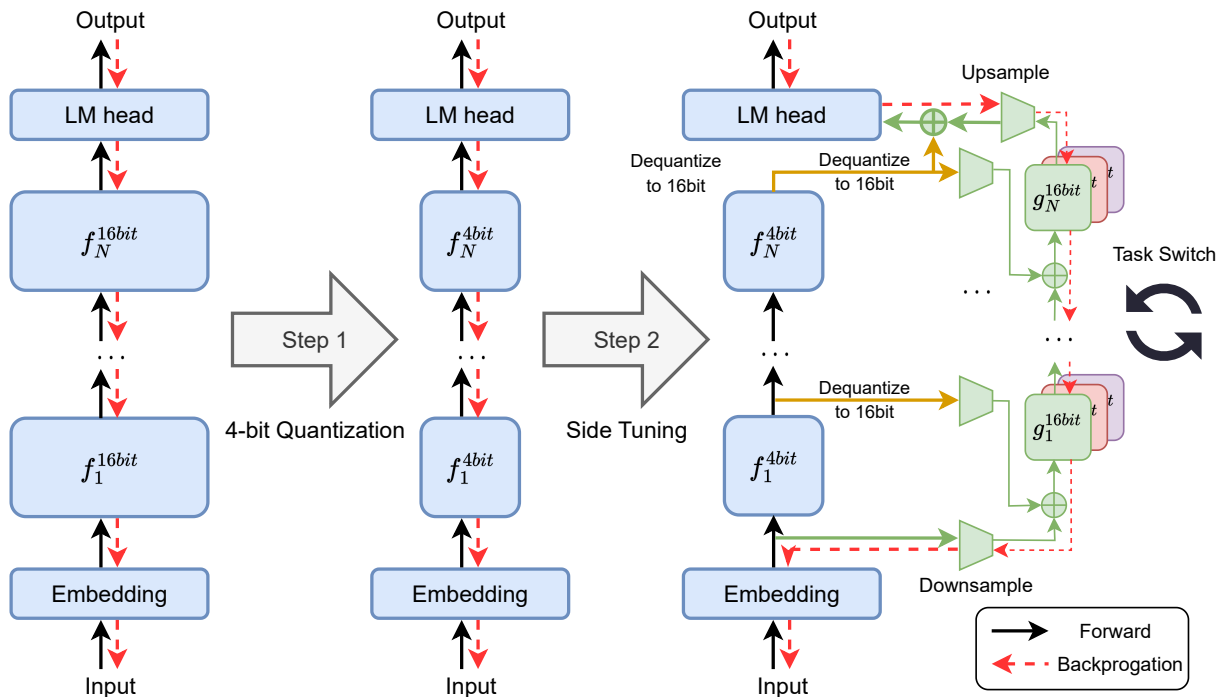 Output
Output
Output
LM head
LM head
LM head
Upsample
Dequantize
to 16bit
Dequantize
to 16bit
f_N^{16bit}
f_N^{4bit}
f_N^{4bit}
g_N^{16bit}
t
t
Task Switch
Step 1
Step 2
...
...
...
...
...
4-bit Quantization
Side Tuning
Dequantize
to 16bit
f_1^{16bit}
f_1^{4bit}
f_1^{4bit}
g_1^{16bit}
t
t
Embedding
Embedding
Embedding
Downsample
Input
Input
Input
Forward
Backprogation